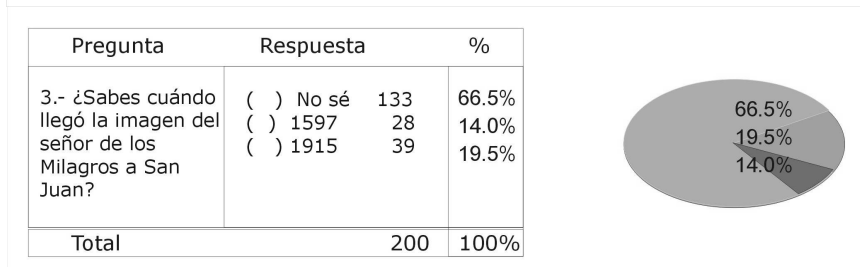 Pregunta Respuesta %
3.- ¿Sabes cuándo ( ) No sé 133 66.5%
llegó la imagen del ( ) 1597 28 14.0%
señor de los ( ) 1915 39 19.5%
Milagros a San
Juan?
Total 200 100%
66.5%
19.5%
14.0%